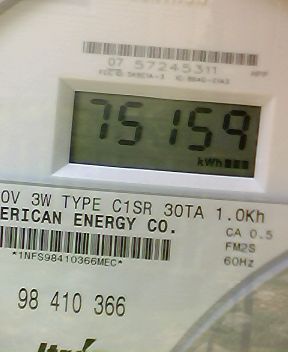 07 57245311
75159
kWh
0V 3W TYPE C1SR 30TA 1.0Kh
ERICAN ENERGY CO.
CA 0.5
FM2S
*1NFS98410366MEC*
60Hz
98 410 366